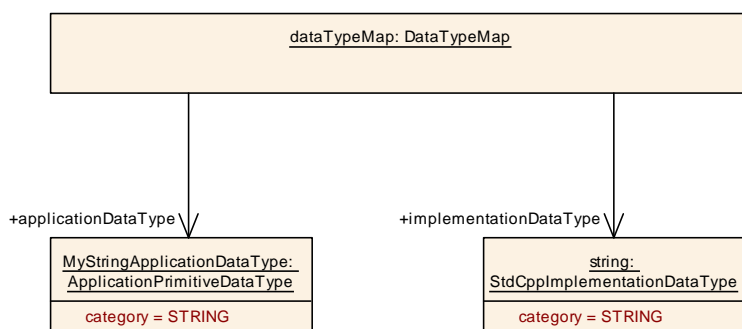 dataTypeMap: DataTypeMap
+applicationDataType
+implementationDataType
MyStringApplicationDataType:
ApplicationPrimitiveDataType
category = STRING
string:
StdCppImplementationDataType
category = STRING